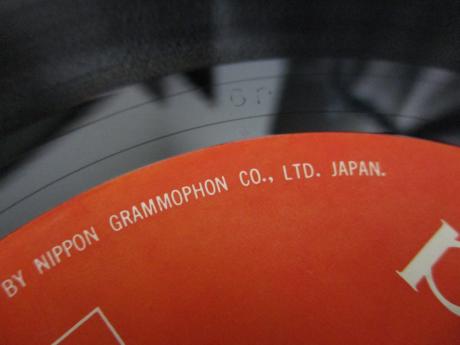 BY NIPPON GRAMMOPHON CO., LTD. JAPAN.